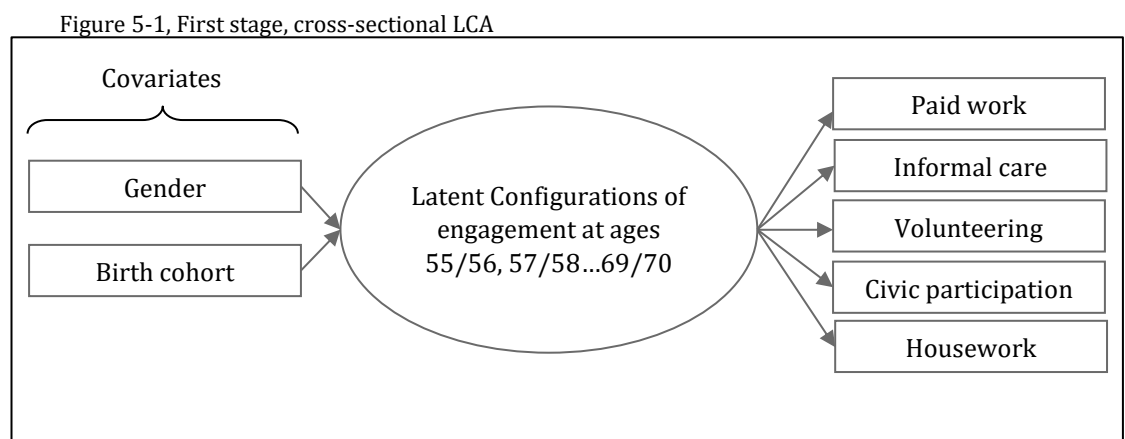 Figure 5-1, First stage, cross-sectional LCA
Covariates
Gender
Birth cohort
Latent Configurations of
engagement at ages
55/56, 57/58…69/70
Paid work
Informal care
Volunteering
Civic participation
Housework